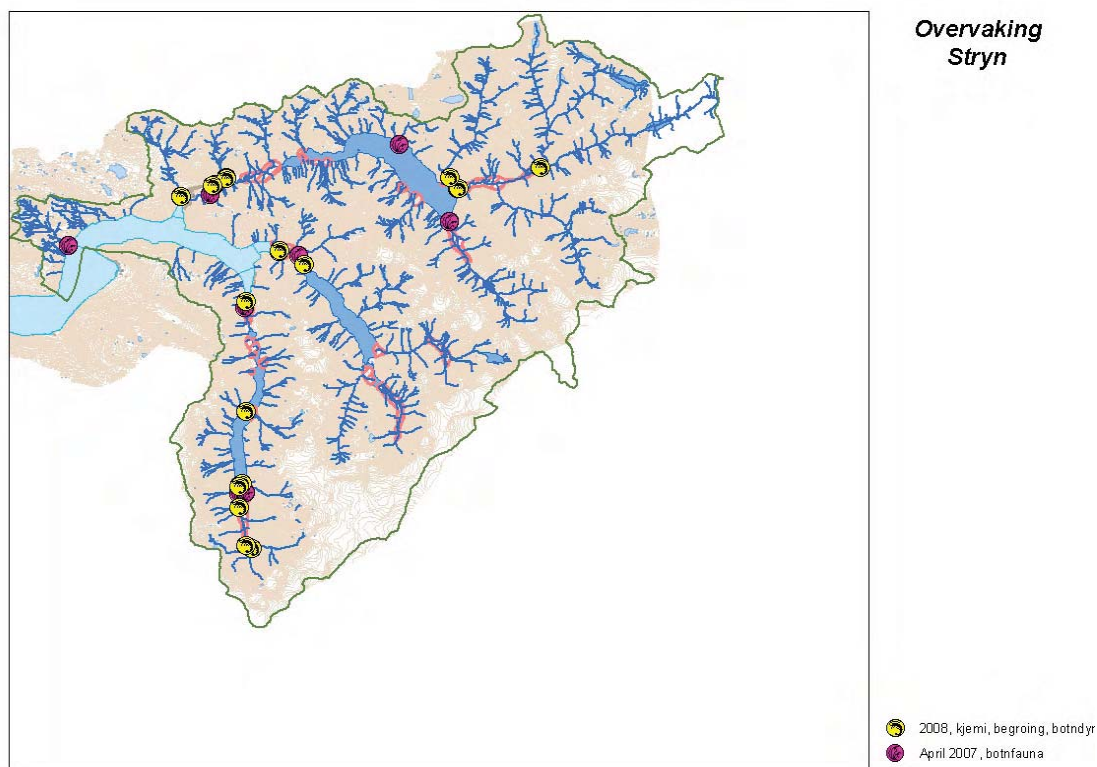 Overvaking
Stryn
2008, kjemi, begroing, botndyr
April 2007, botnfauna